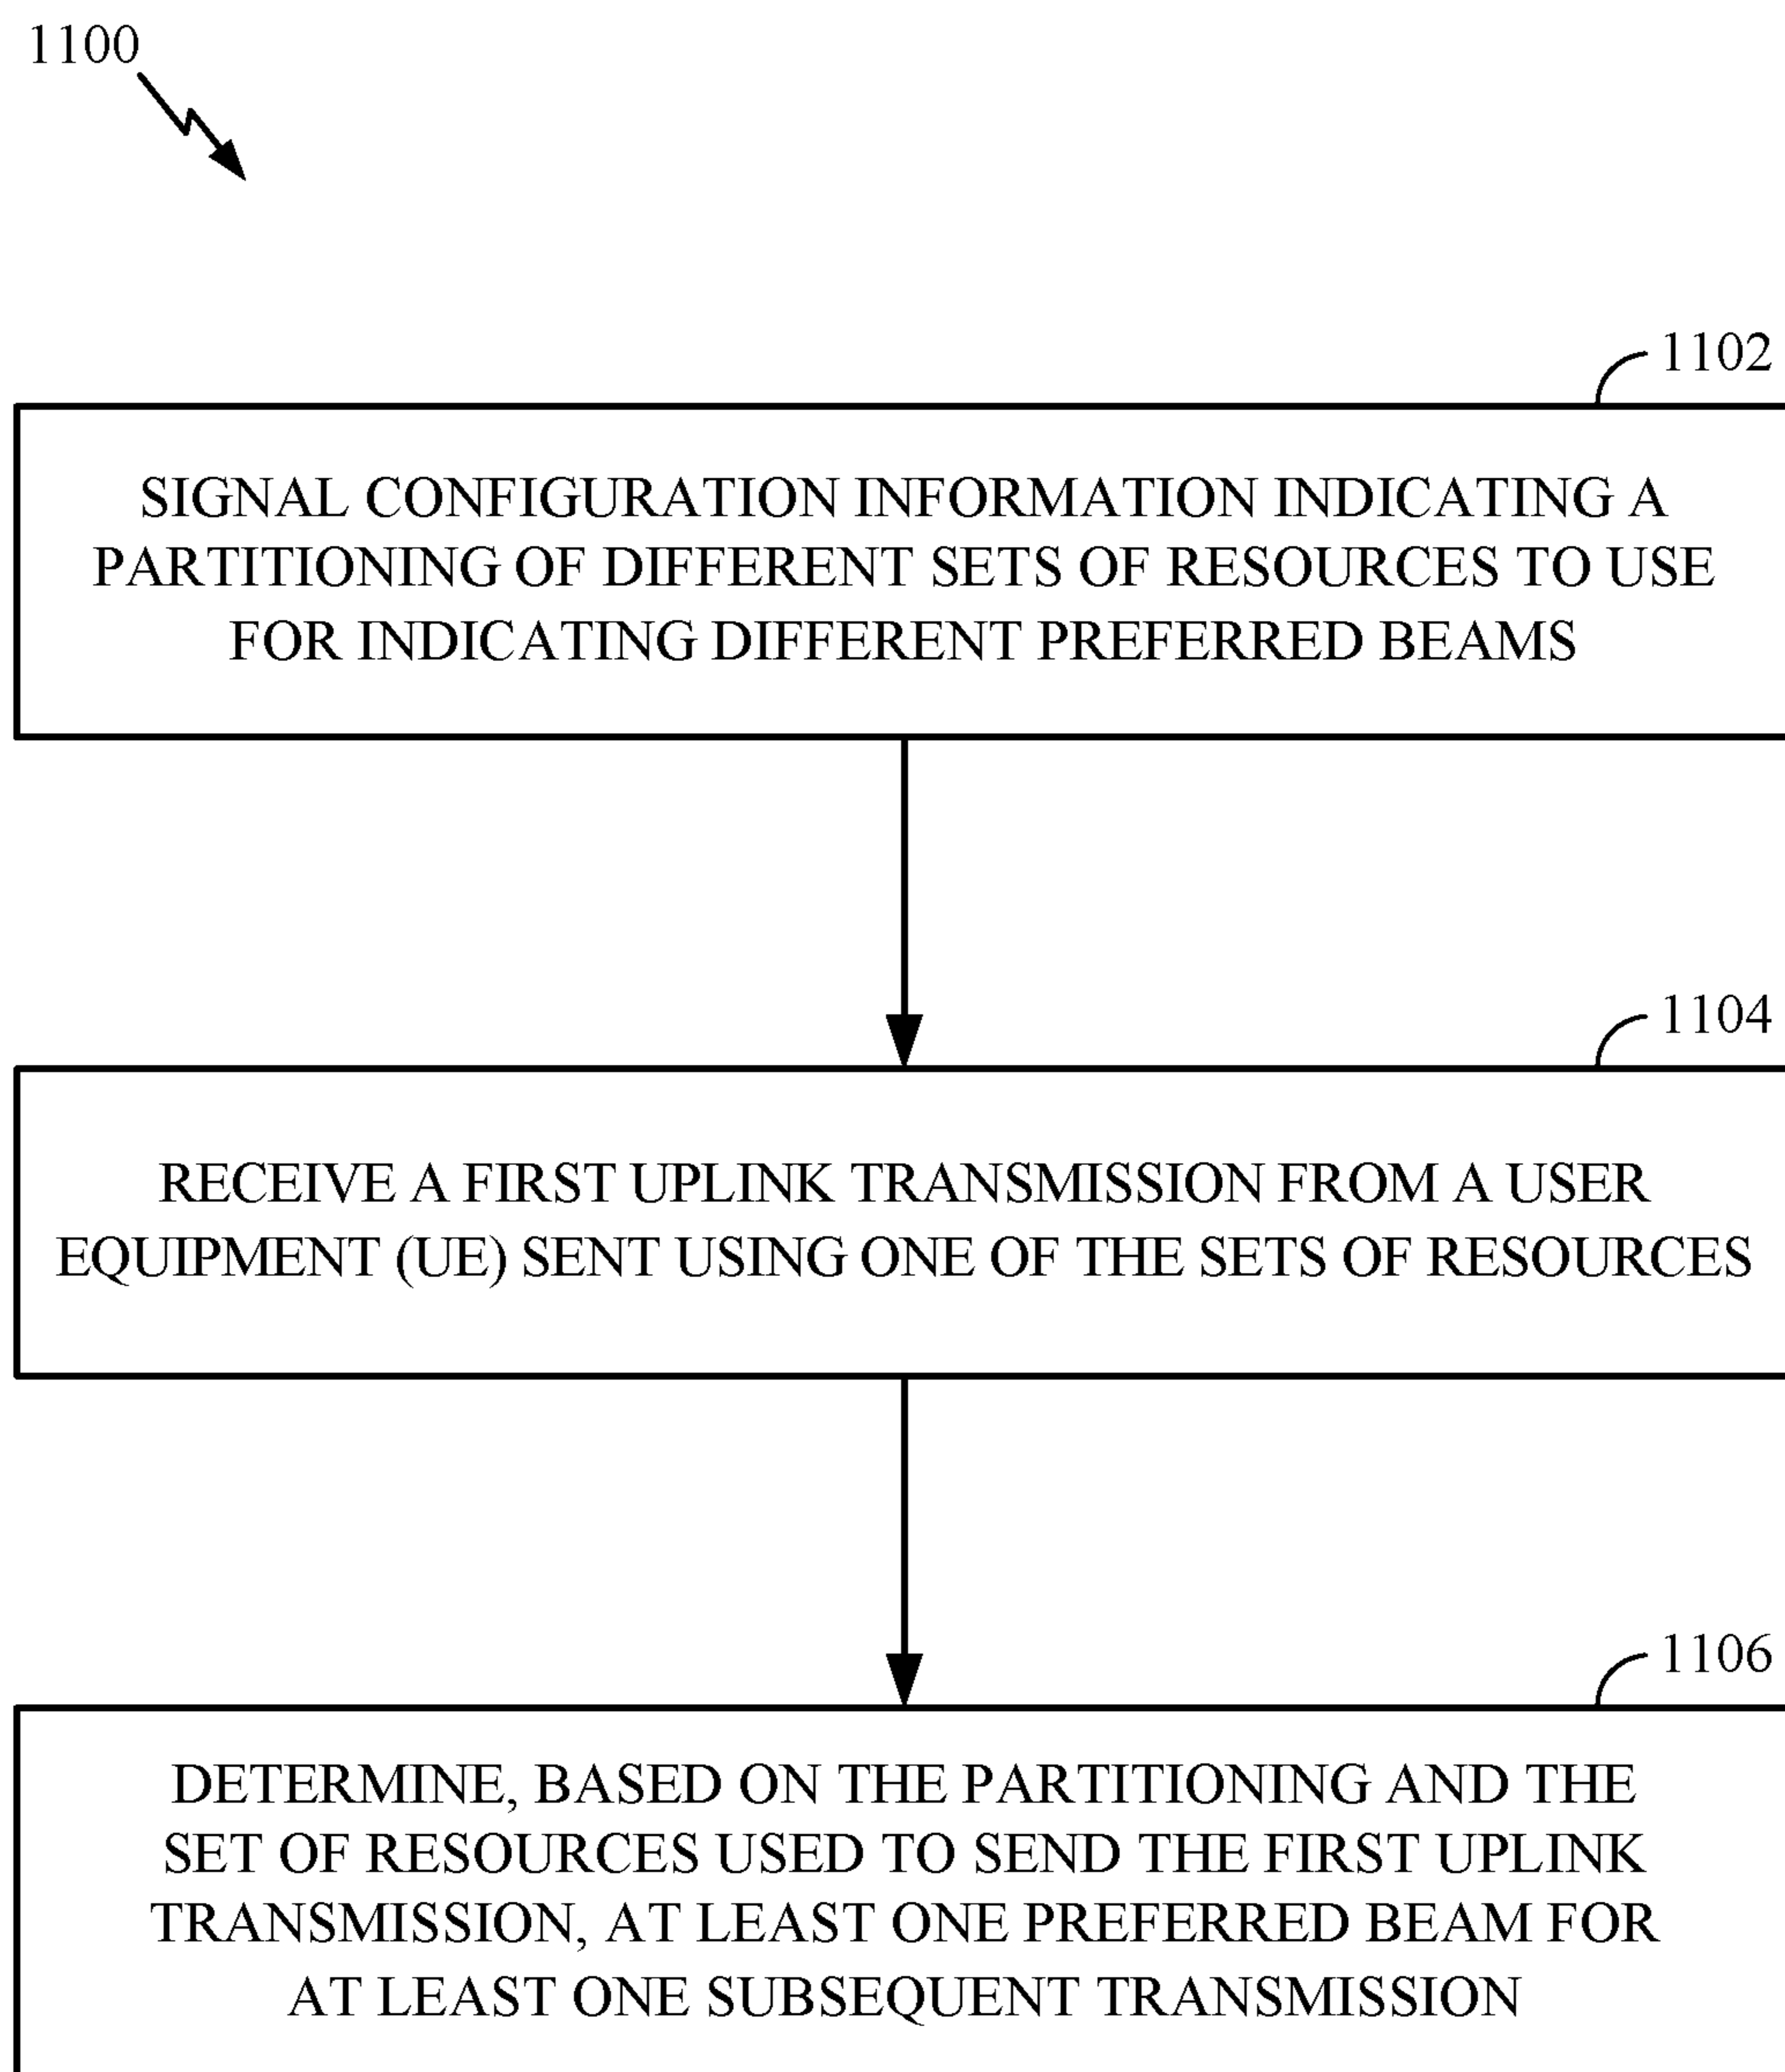 1100
1102
SIGNAL CONFIGURATION INFORMATION INDICATING A
PARTITIONING OF DIFFERENT SETS OF RESOURCES TO USE
FOR INDICATING DIFFERENT PREFERRED BEAMS
1104
RECEIVE A FIRST UPLINK TRANSMISSION FROM A USER
EQUIPMENT (UE) SENT USING ONE OF THE SETS OF RESOURCES
1106
DETERMINE, BASED ON THE PARTITIONING AND THE
SET OF RESOURCES USED TO SEND THE FIRST UPLINK
TRANSMISSION, AT LEAST ONE PREFERRED BEAM FOR
AT LEAST ONE SUBSEQUENT TRANSMISSION